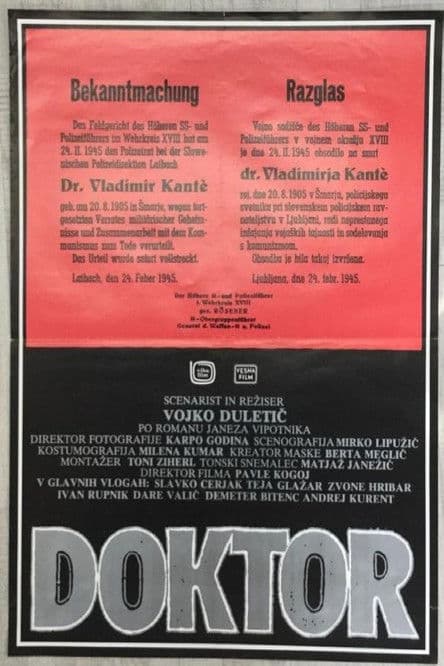 Bekanntmachung
Das Feldgericht des Höheren SS- und
Polizeiführers im Wehrkreis XVIII hat am
24. II. 1945 den Polizeirat bei der Slowe-
nischen Polizeidirektion Laibach
Dr. Vladimir Kantè
geb. am 20. 8. 1905 in Šmarje, wegen fort-
gesetzten Verrates militärischer Geheim-
nisse und Zusammenarbeit mit dem Kom-
munismus zum Tode verurteilt.
Das Urteil wurde sofort vollstreckt.
Laibach, den 24. Feber 1945.
Razglas
Vojno sodišče des Höheren SS- und
Polizeiführers v vojnem okrožju XVIII
je dne 24. II. 1945 obsodilo na smrt
dr. Vladimirja Kantè
roj. dne 20. 8. 1905 v Šmarju, policijskega
svetnika pri slovenskem policijskem rav-
nateljstvu v Ljubljani, radi neprestanega
izdajanja vojaških tajnosti in sodelovanja
s komunizmom.
Obsodba je bila takoj izvršena.
Ljubljana, dne 24. febr. 1945.
Der Höhere SS- und Polizeiführer
i. Wehrkreis XVIII
gez. RÖSENER
SS-Obergruppenführer
General d. Waffen-SS u. Polizei
viba
film
VESNA
FILM
SCENARIST IN REŽISER
VOJKO DULETIČ
PO ROMANU JANEZA VIPOTNIKA
DIREKTOR FOTOGRAFIJE KARPO GODINA SCENOGRAFIJA MIRKO LIPUŽIČ
KOSTUMOGRAFIJA MILENA KUMAR KREATOR MASKE BERTA MEGLIČ
MONTAŽER TONI ZIHERL TONSKI SNEMALEC MATJAŽ JANEŽIČ
DIREKTOR FILMA PAVLE KOGOJ
V GLAVNIH VLOGAH: SLAVKO CERJAK TEJA GLAŽAR ZVONE HRIBAR
IVAN RUPNIK DARE VALIČ DEMETER BITENC ANDREJ KURENT
DOKTOR